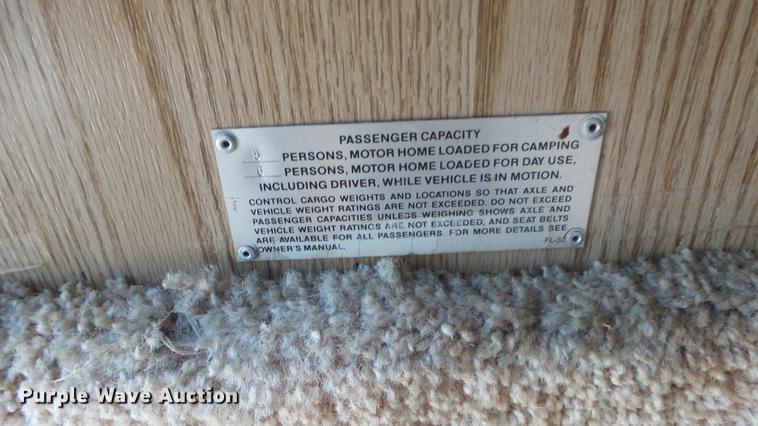 PASSENGER CAPACITY
PERSONS, MOTOR HOME LOADED FOR CAMPING
6 PERSONS, MOTOR HOME LOADED FOR DAY USE,
INCLUDING DRIVER, WHILE VEHICLE IS IN MOTION.
CONTROL CARGO WEIGHTS AND LOCATIONS SO THAT AXLE AND
VEHICLE WEIGHT RATINGS ARE NOT EXCEEDED. DO NOT EXCEED
PASSENGER CAPACITIES UNLESS WEIGHING SHOWS AXLE AND
VEHICLE WEIGHT RATINGS ARE NOT EXCEEDED, AND SEAT BELTS
ARE AVAILABLE FOR ALL PASSENGERS. FOR MORE DETAILS SEE
OWNER'S MANUAL.
Purple Wave Auction